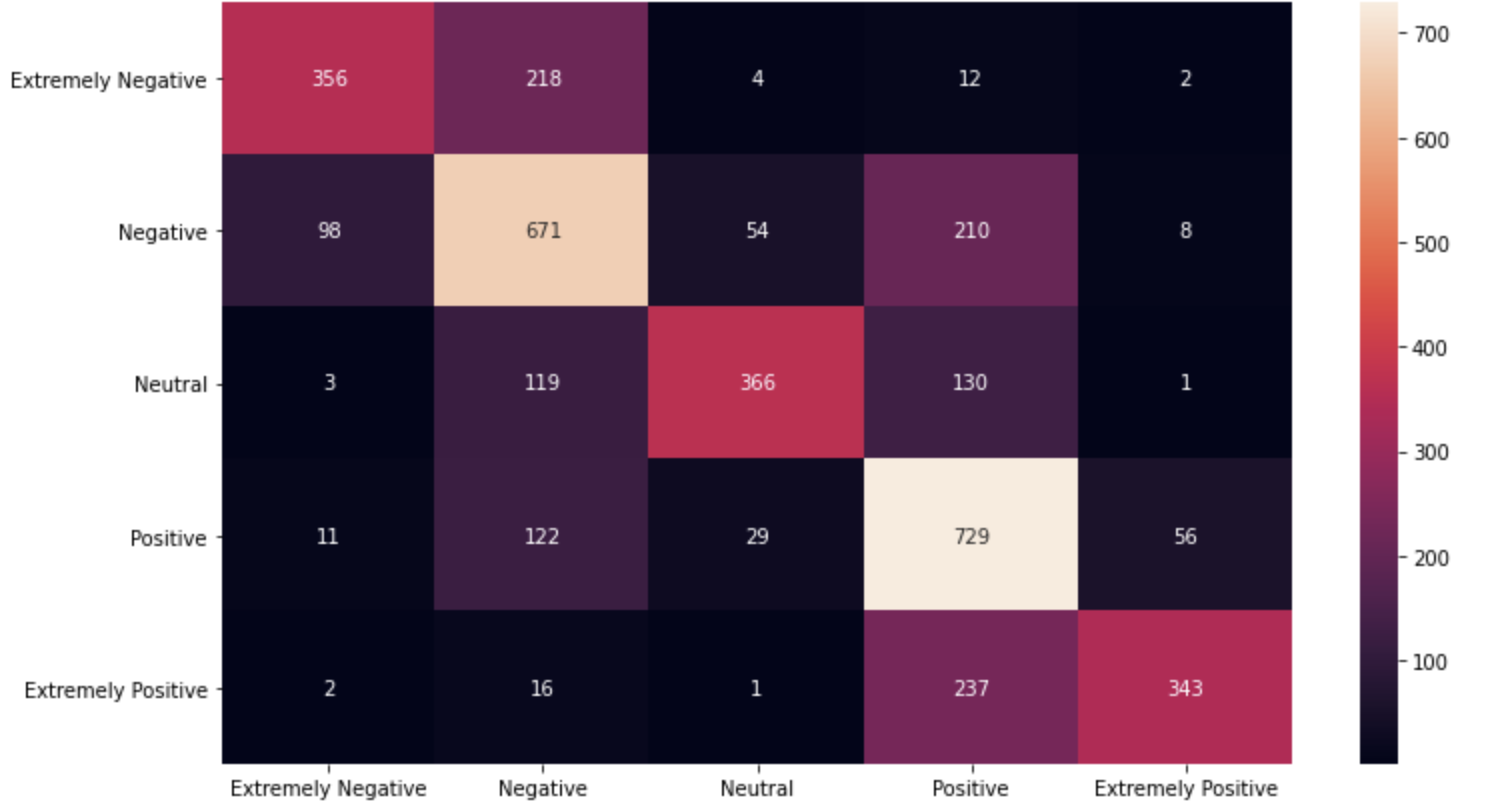 Extremely Negative 356 218 4 12 2
Negative 98 671 54 210 8
Neutral 3 119 366 130 1
Positive 11 122 29 729 56
Extremely Positive 2 16 1 237 343
Extremely Negative Negative Neutral Positive Extremely Positive
700
600
500
400
300
200
100